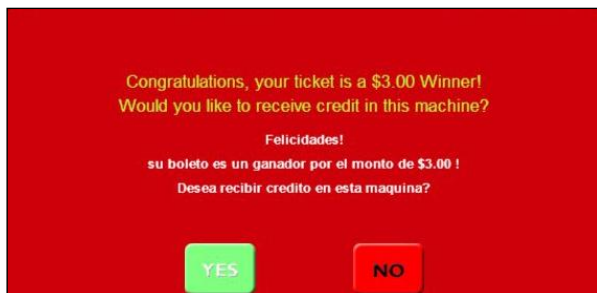 Congratulations, your ticket is a $3.00 Winner!
Would you like to receive credit in this machine?
Felicidades!
su boleto es un ganador por el monto de $3.00 !
Desea recibir credito en esta maquina?
YES
NO